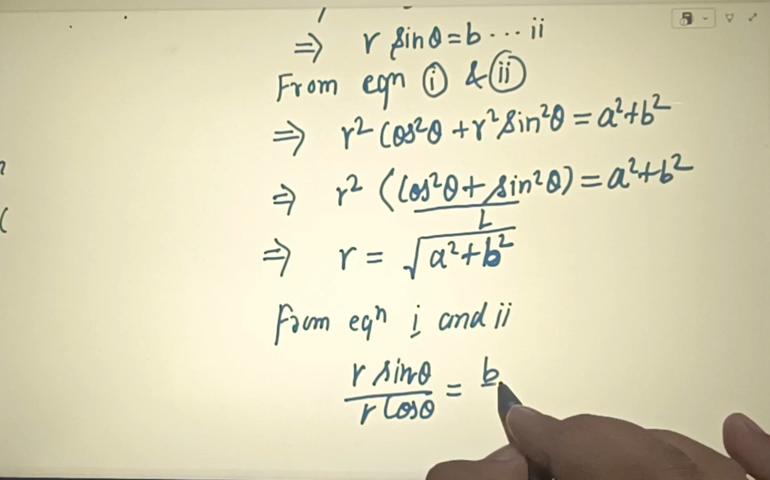 ⇒ r sinθ = b ... ii
From eqn (i) & (ii)
⇒ r² cos²θ + r² sin²θ = a² + b²
⇒ r² (cos²θ + sin²θ) = a² + b²
1
⇒ r = √(a² + b²)
From eqⁿ i and ii
r sinθ / r cosθ = b